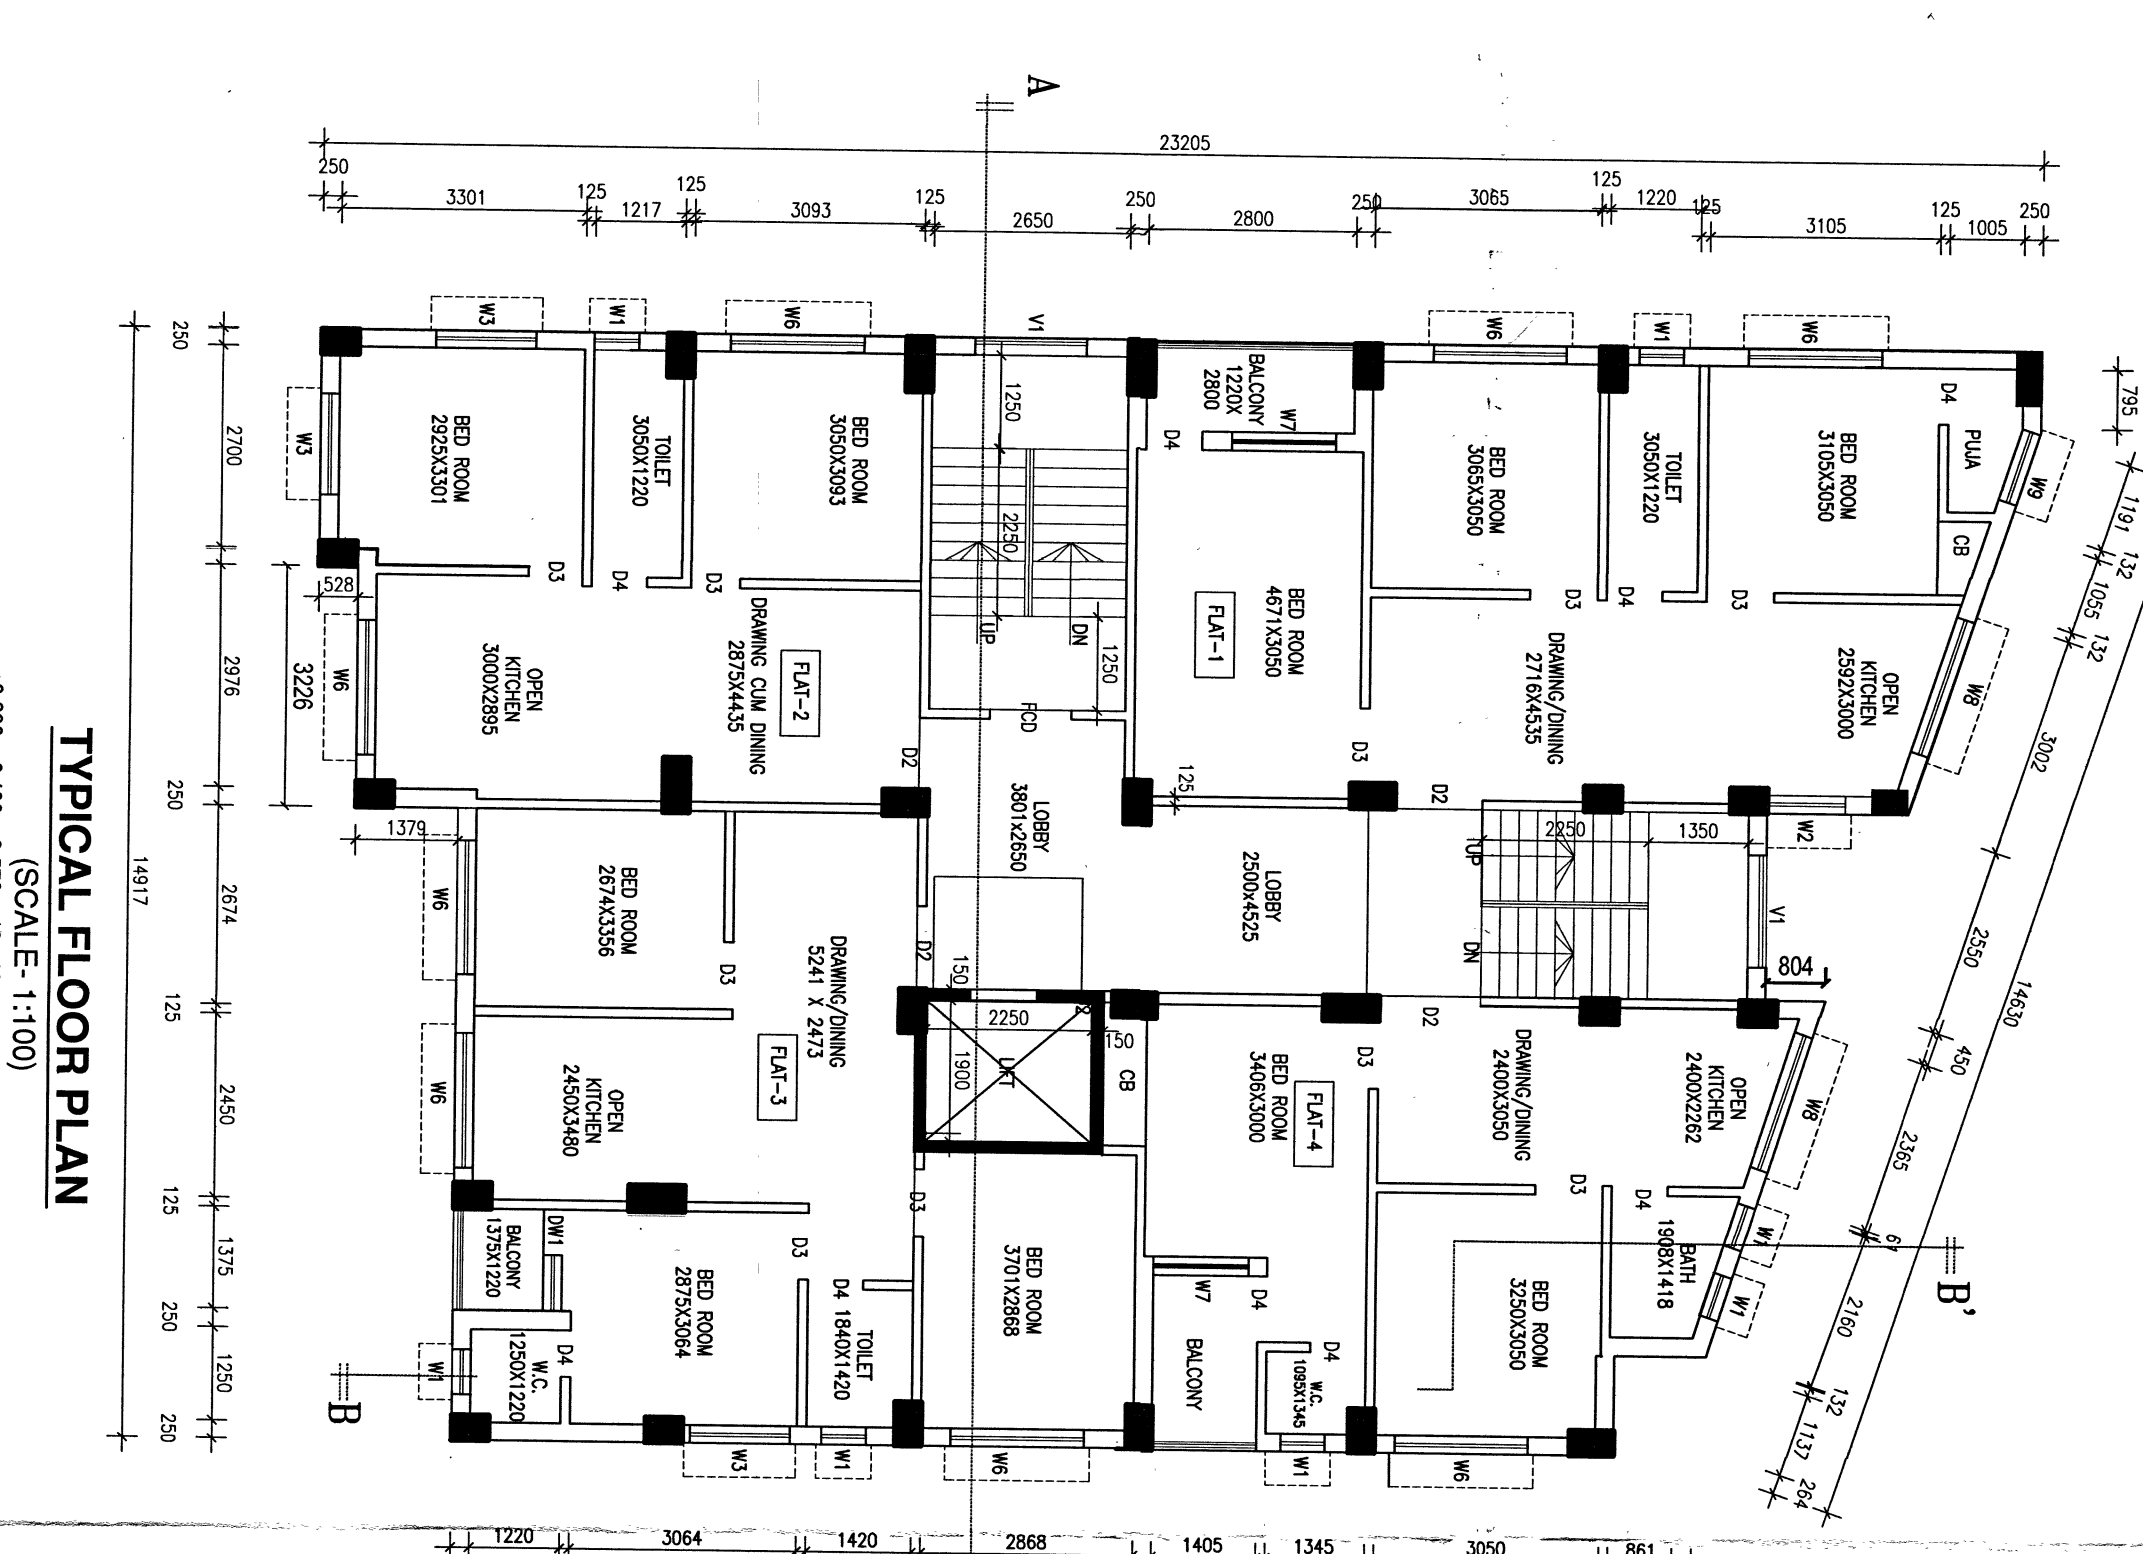 A
23205
250
3301
125
1217
125
3093
125
2650
250
2800
250
3065
125
1220
125
3105
125
1005
250
795
1191
132
1055
132
3002
2550
14630
450
2365
61
2160
132
1137
264
W3
W1
W6
V1
W6
W1
W6
W9
W8
W3
BED ROOM
2925X3301
TOILET
3050X1220
BED ROOM
3050X3093
1250
2250
UP
DN
1250
FCD
BALCONY
1220X
2800
W7
D4
BED ROOM
3065X3050
TOILET
3050X1220
BED ROOM
3105X3050
D4
PUJA
CB
D3
D4
D3
D3
D4
D3
528
W6
3226
OPEN
KITCHEN
3000X2895
DRAWING CUM DINING
2875X4435
FLAT-2
D2
FLAT-1
BED ROOM
4671X3050
D3
DRAWING/DINING
2716X4535
OPEN
KITCHEN
2592X3000
125
D2
W2
1379
W6
BED ROOM
2674X3356
D3
DRAWING/DINING
5241 X 2473
D2
LOBBY
3801x2650
LOBBY
2500x4525
2250
1350
UP
DN
V1
804
150
2250
1900
LIFT
150
CB
W6
OPEN
KITCHEN
2450X3480
FLAT-3
BED ROOM
3406X3000
FLAT-4
D3
D2
DRAWING/DINING
2400X3050
OPEN
KITCHEN
2400X2262
W8
D3
D3
D4
BATH
1908X1418
W1
W1
BALCONY
1375X1220
DW1
W.C.
1250X1220
D4
BED ROOM
2875X3064
D3
D4
TOILET
1840X1420
BED ROOM
3701X2868
W7
D4
BALCONY
W.C.
1095X1345
D4
BED ROOM
3250X3050
W1
W3
W1
W6
W1
W6
B
B'
250
2700
2976
250
2674
125
2450
125
1375
250
1250
250
14917
1220
3064
1420
2868
1405
1345
3050
861
TYPICAL FLOOR PLAN
(SCALE- 1:100)